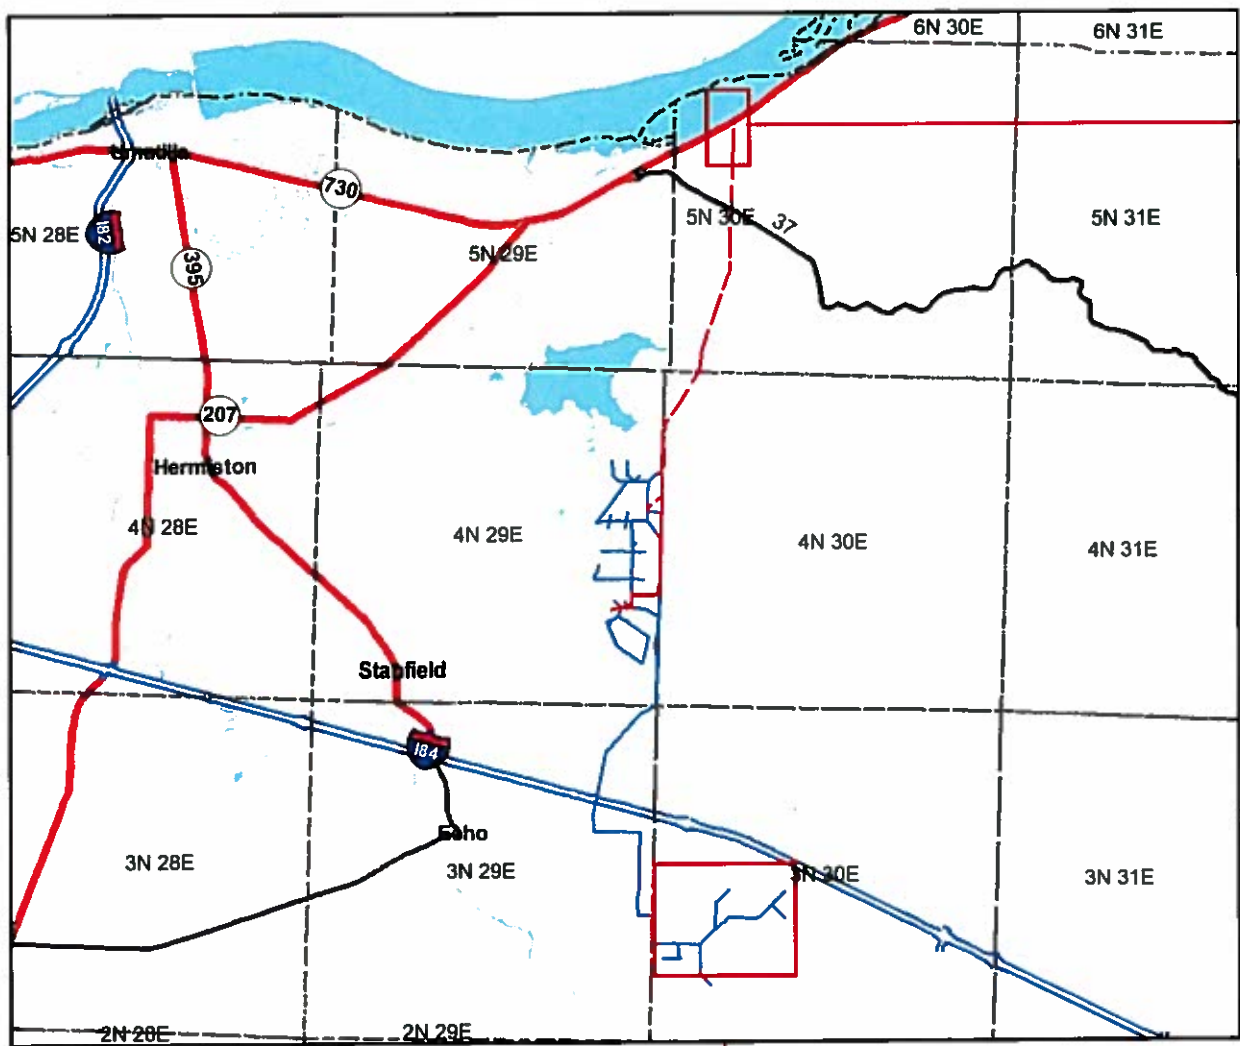 6N 30E
6N 31E
Umatilla
730
182
5N 28E
395
5N 29E
5N 30E
37
5N 31E
207
Hermiston
4N 28E
4N 29E
4N 30E
4N 31E
Stanfield
I84
Echo
3N 28E
3N 29E
3N 30E
3N 31E
2N 28E
2N 29E